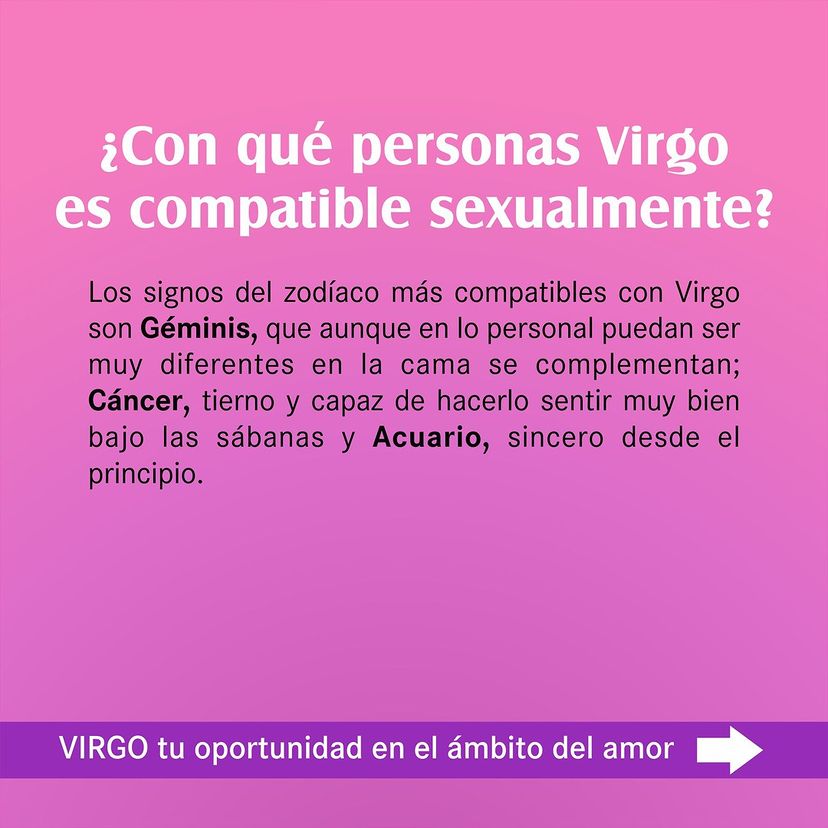 ¿Con qué personas Virgo
es compatible sexualmente?
Los signos del zodíaco más compatibles con Virgo
son Géminis, que aunque en lo personal puedan ser
muy diferentes en la cama se complementan;
Cáncer, tierno y capaz de hacerlo sentir muy bien
bajo las sábanas y Acuario, sincero desde el
principio.
VIRGO tu oportunidad en el ámbito del amor